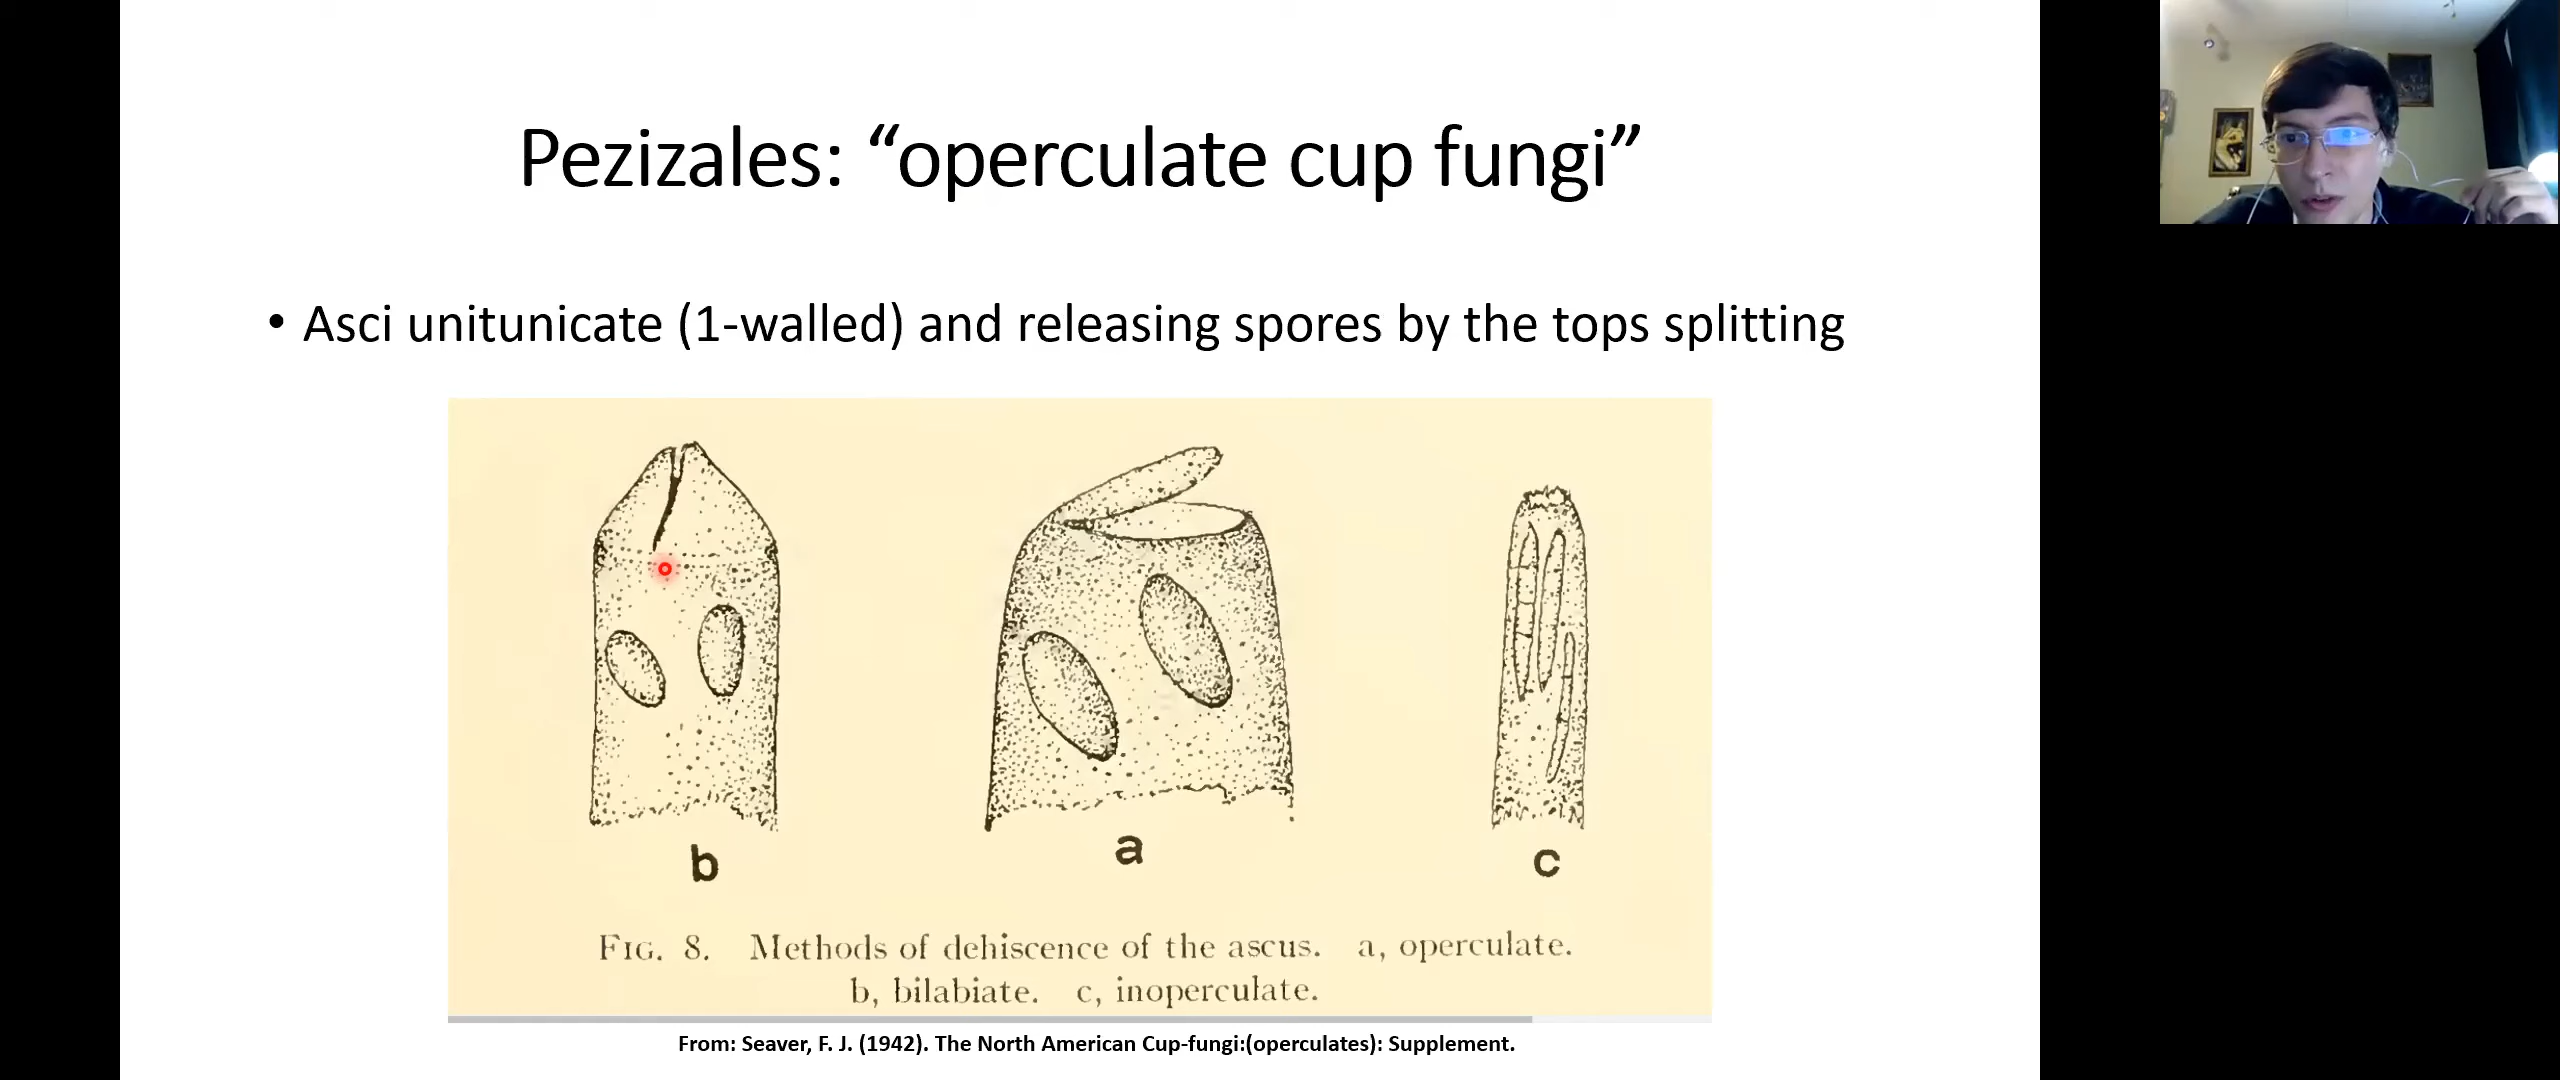 Pezizales: “operculate cup fungi”
• Asci unitunicate (1-walled) and releasing spores by the tops splitting
b
a
c
Fig. 8. Methods of dehiscence of the ascus. a, operculate.
b, bilabiate. c, inoperculate.
From: Seaver, F. J. (1942). The North American Cup-fungi:(operculates): Supplement.